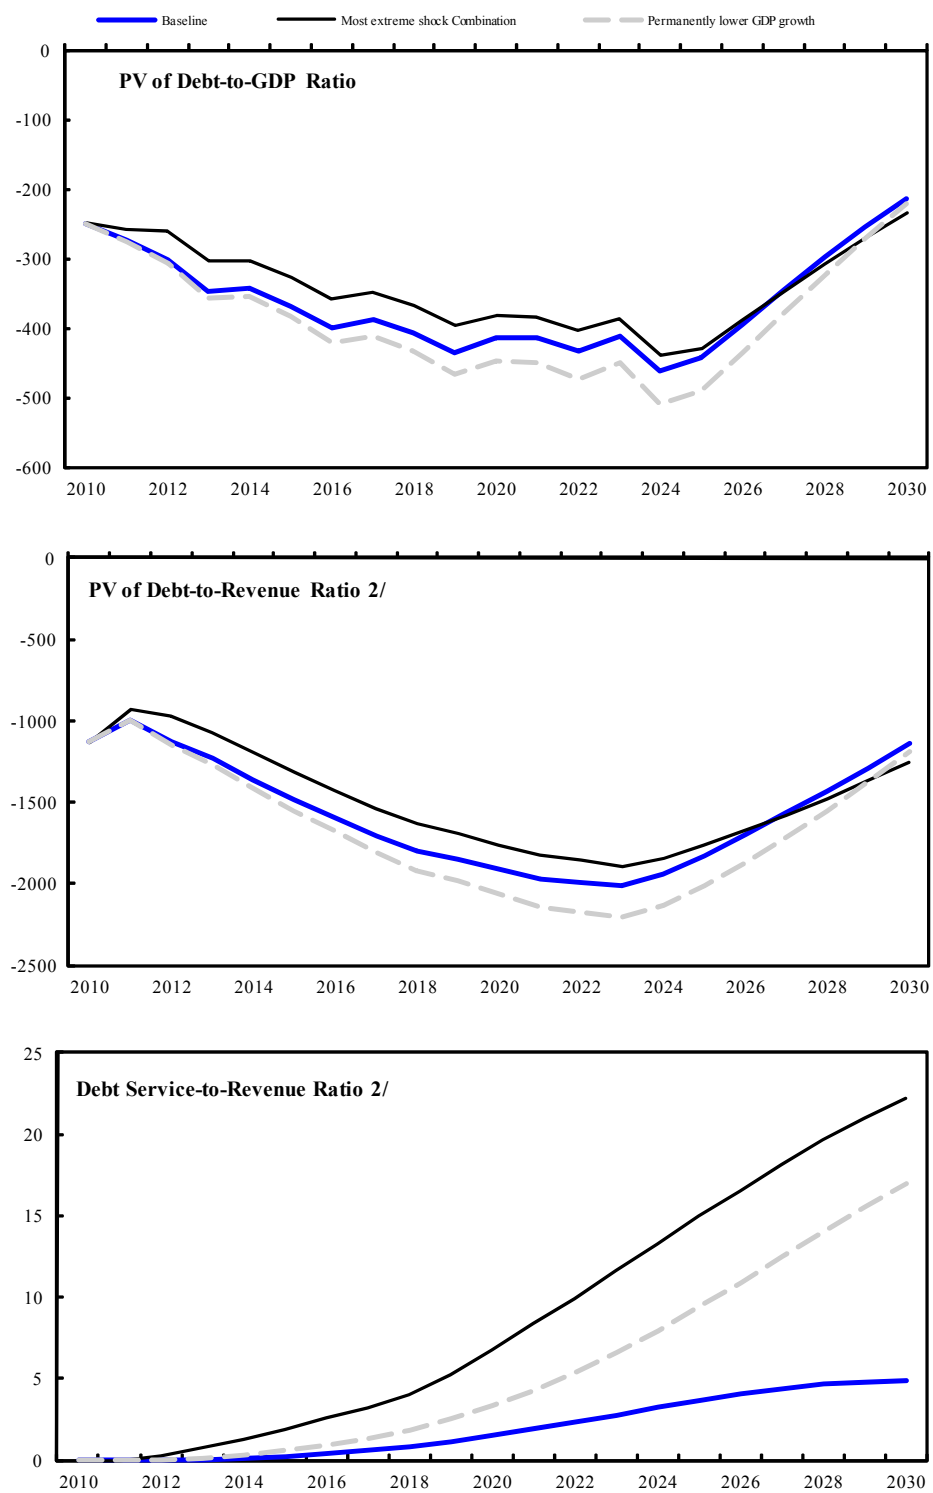 Baseline Most extreme shock Combination Permanently lower GDP growth
0
PV of Debt-to-GDP Ratio
-100
-200
-300
-400
-500
-600
2010 2012 2014 2016 2018 2020 2022 2024 2026 2028 2030
0
PV of Debt-to-Revenue Ratio 2/
-500
-1000
-1500
-2000
-2500
2010 2012 2014 2016 2018 2020 2022 2024 2026 2028 2030
25
Debt Service-to-Revenue Ratio 2/
20
15
10
5
0
2010 2012 2014 2016 2018 2020 2022 2024 2026 2028 2030